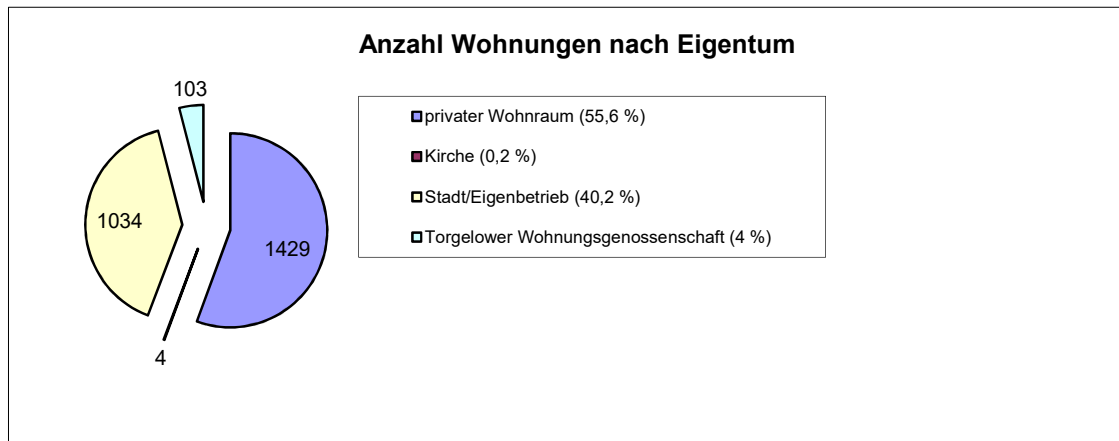 Anzahl Wohnungen nach Eigentum
103
privater Wohnraum (55,6 %)
Kirche (0,2 %)
Stadt/Eigenbetrieb (40,2 %)
Torgelower Wohnungsgenossenschaft (4 %)
1034
1429
4